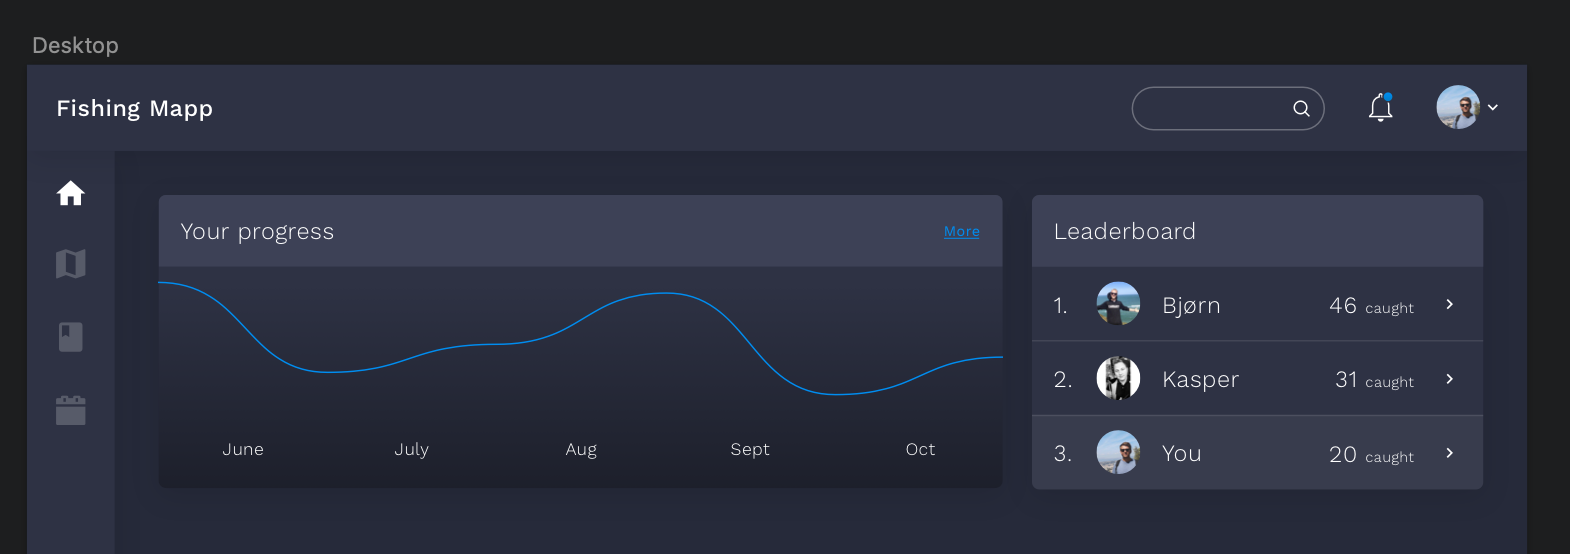 Desktop
Fishing Mapp
Your progress
More
June July Aug Sept Oct
Leaderboard
1. Bjørn 46 caught
2. Kasper 31 caught
3. You 20 caught